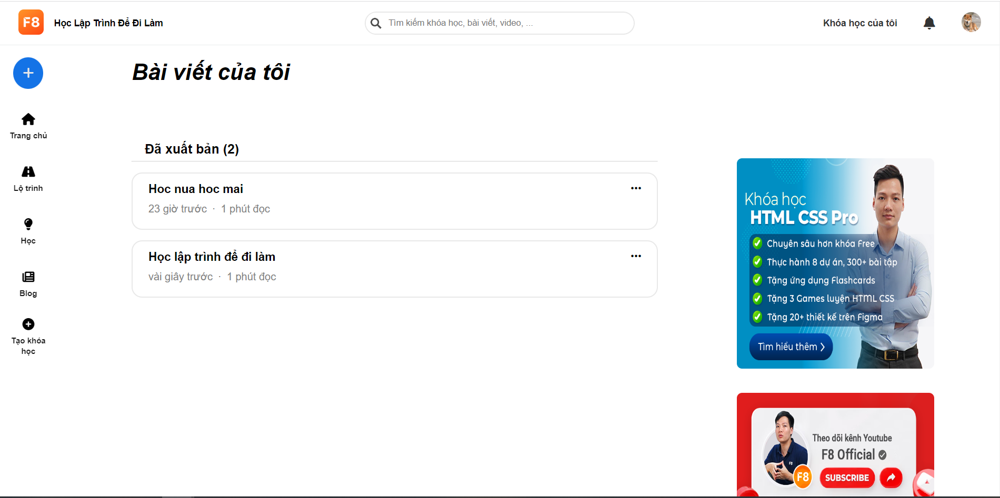 F8
Học Lập Trình Để Đi Làm
Tìm kiếm khóa học, bài viết, video, ...
Khóa học của tôi
Trang chủ
Lộ trình
Học
Blog
Tạo khóa
học
Bài viết của tôi
Đã xuất bản (2)
Hoc nua hoc mai
23 giờ trước · 1 phút đọc
Học lập trình để đi làm
vài giây trước · 1 phút đọc
Khóa học
HTML CSS Pro
Chuyên sâu hơn khóa Free
Thực hành 8 dự án, 300+ bài tập
Tặng ứng dụng Flashcards
Tặng 3 Games luyện HTML CSS
Tặng 20+ thiết kế trên Figma
Tìm hiểu thêm
Theo dõi kênh Youtube
F8 Official
F8
F8
SUBSCRIBE